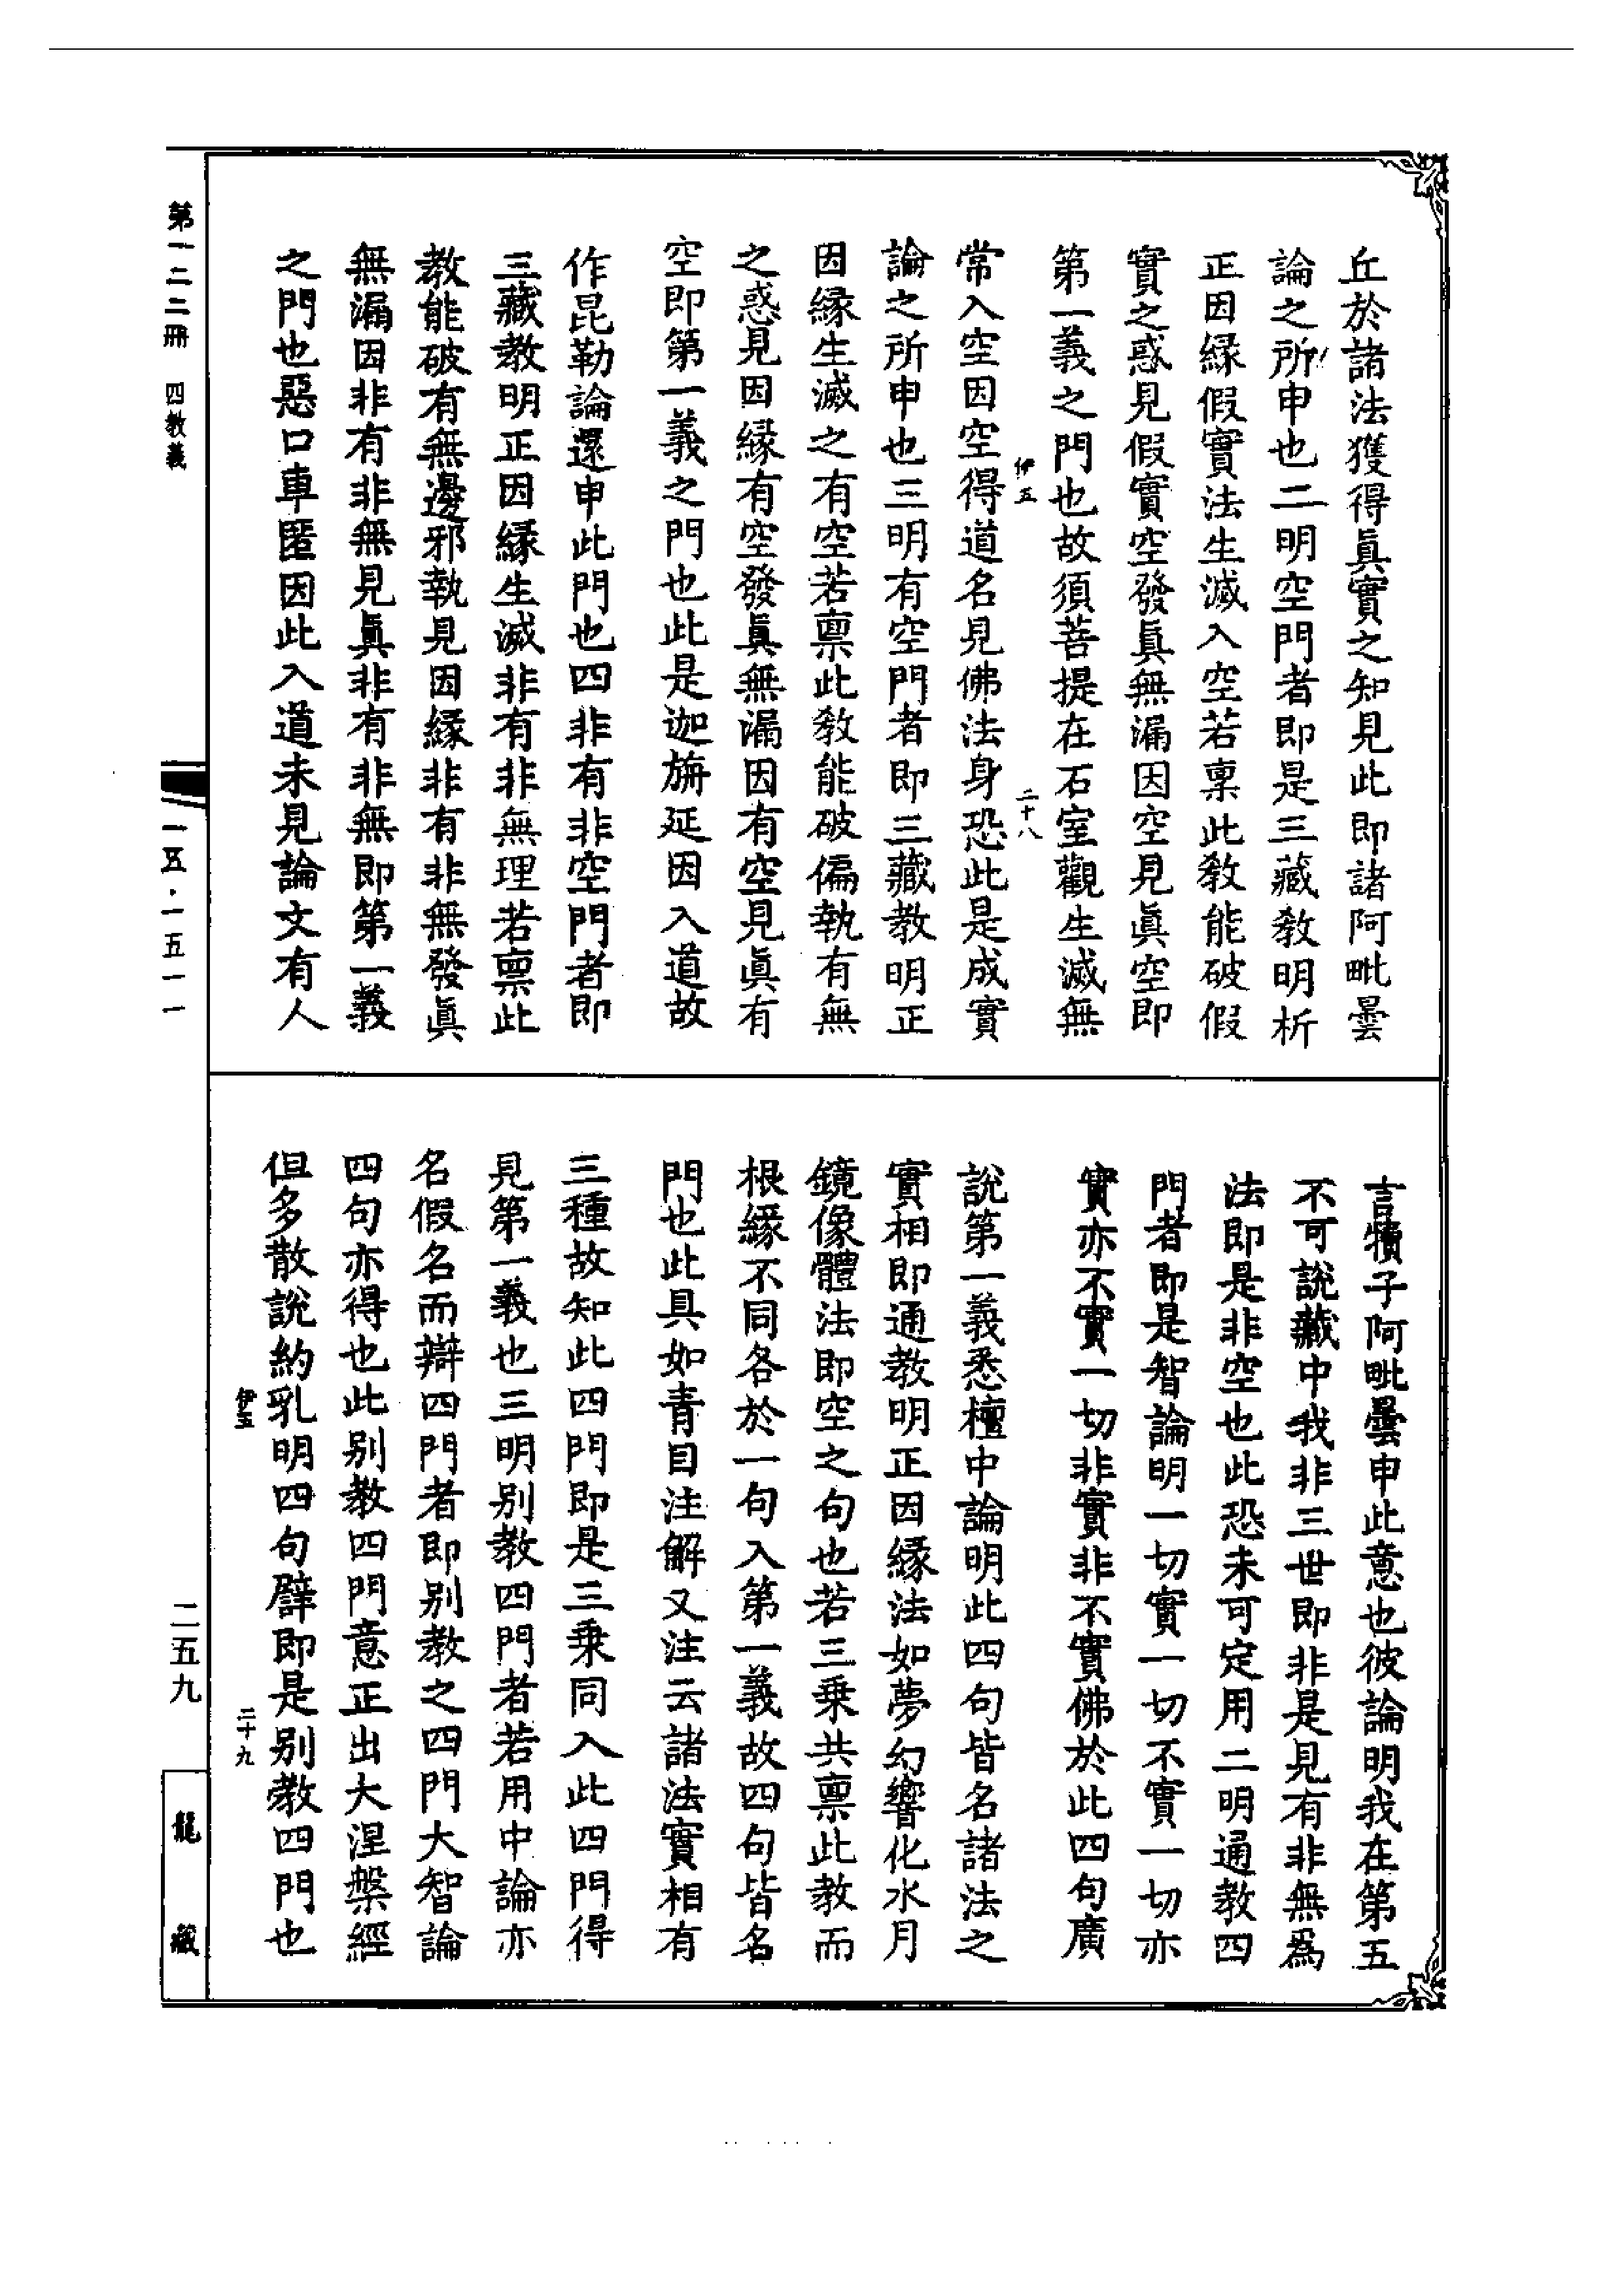 丘於諸法獲得眞實之知見此即諸阿毗曇
論之所申也二明空門者即是三藏教明析
正因緣假實法生滅入空若稟此教能破假
實之惑見假實空發眞無漏因空見眞空即
第一義之門也故須菩提在石室觀生滅無
伊五
二十八
常入空因空得道名見佛法身恐此是成實
論之所申也三明有空門者即三藏教明正
因緣生滅之有空若稟此教能破偏執有無
之惑見因緣有空發眞無漏因有空見眞有
空即第一義之門也此是迦旃延因入道故
作昆勒論還申此門也四非有非空門者即
三藏教明正因緣生滅非有非無理若稟此
教能破有無邊邪執見因緣非有非無發眞
無漏因非有非無見眞非有非無即第一義
之門也惡口車匿因此入道未見論文有人
言犢子阿毗曇申此意也彼論明我在第五
不可說藏中我非三世即非是見有非無為
法即是非空也此恐未可定用二明通教四
門者即是智論明一切實一切不實一切亦
實亦不實一切非實非不實佛於此四句廣
說第一義悉檀中論明此四句皆名諸法之
實相即通教明正因緣法如夢幻響化水月
鏡像體法即空之句也若三乘共稟此教而
根緣不同各於一句入第一義故四句皆名
門也此具如青目注解又注云諸法實相有
三種故知此四門即是三乘同入此四門得
見第一義也三明別教四門者若用中論亦
名假名而辯四門者即別教之四門大智論
四句亦得也此別教四門意正出大涅槃經
但多散說約乳明四句譬即是別教四門也
伊五
二十九
第一二二冊 四教義
一五·一五一一
二五九
龍藏